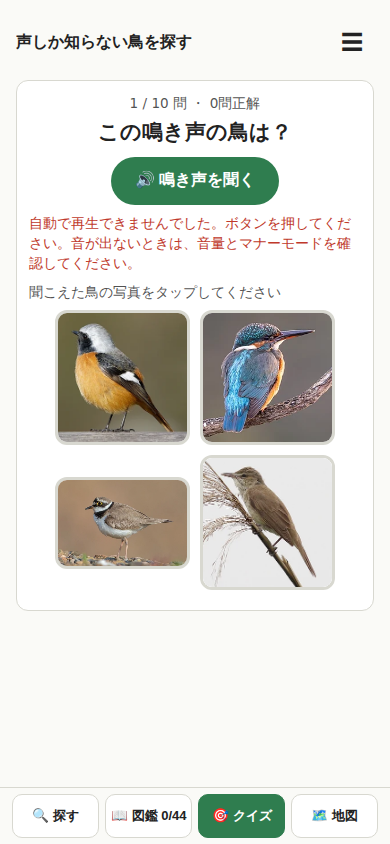 声しか知らない鳥を探す
1 / 10 問 ・ 0問正解
この鳴き声の鳥は？
🔊 鳴き声を聞く
自動で再生できませんでした。ボタンを押してくだ
さい。音が出ないときは、音量とマナーモードを確
認してください。
聞こえた鳥の写真をタップしてください
🔍 探す
📖 図鑑 0/44
🎯 クイズ
🗺️ 地図